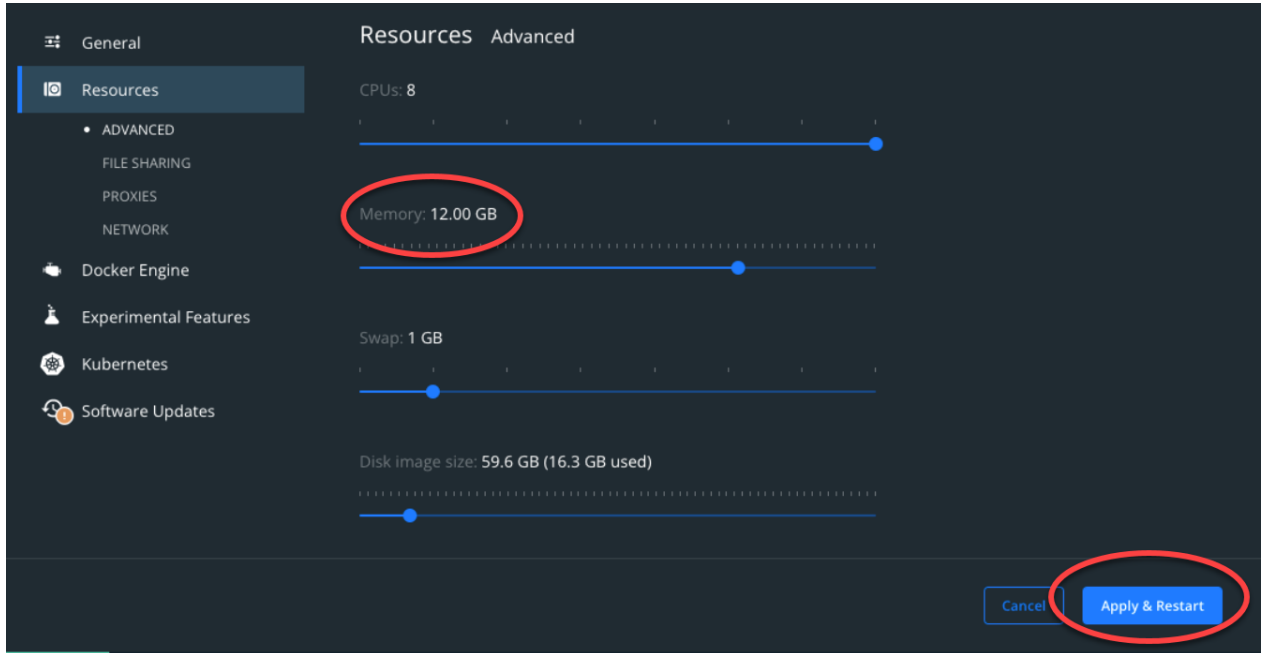 General
Resources
ADVANCED
FILE SHARING
PROXIES
NETWORK
Docker Engine
Experimental Features
Kubernetes
Software Updates
Resources Advanced
CPUs: 8
Memory: 12.00 GB
Swap: 1 GB
Disk image size: 59.6 GB (16.3 GB used)
Cancel
Apply & Restart